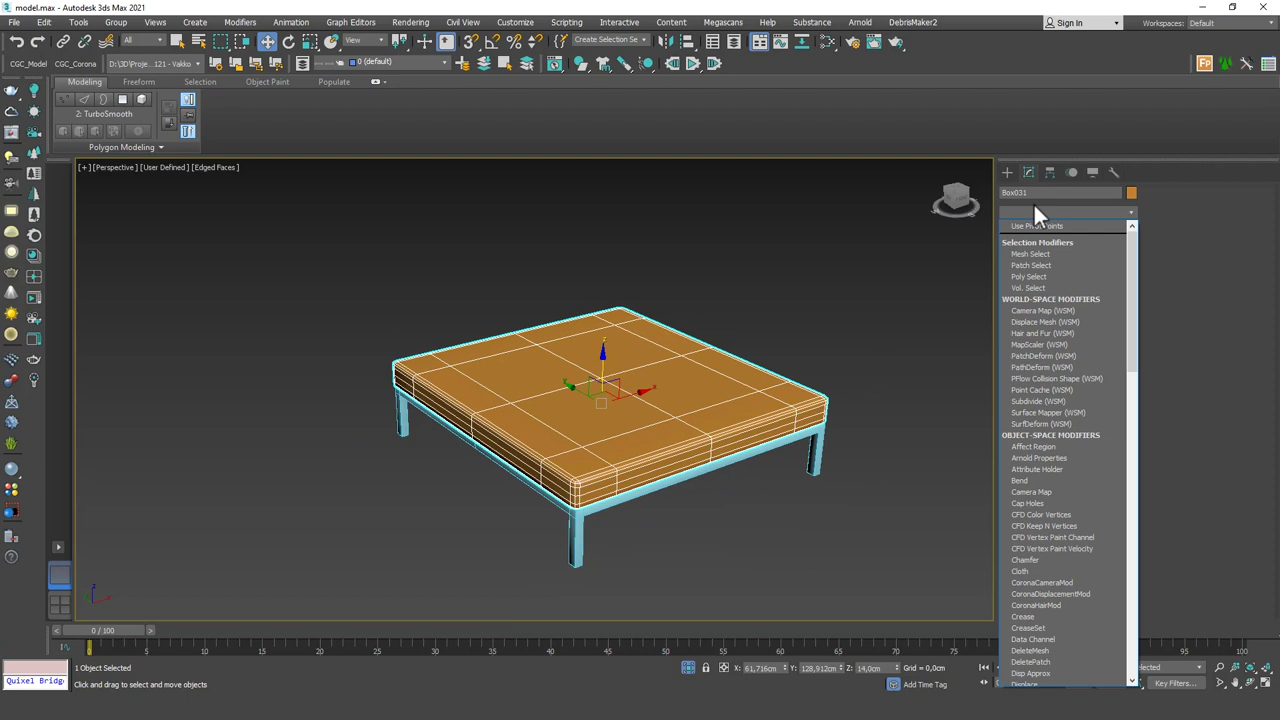 model.max - Autodesk 3ds Max 2021
File Edit Tools Group Views Create Modifiers Animation Graph Editors Rendering Civil View Customize Scripting Interactive Content Megascans Substance Arnold DebrisMaker2 Sign In Workspaces: Default
All View Create Selection Se
CGC_Model CGC_Corona D:\3D\Proje...121 - Vakko 0 (default) Fp
Modeling Freeform Selection Object Paint Populate
2: TurboSmooth
Polygon Modeling
[+] [Perspective] [User Defined] [Edged Faces]
Box031
Use Pivot Points
Selection Modifiers
Mesh Select
Patch Select
Poly Select
Vol. Select
WORLD-SPACE MODIFIERS
Camera Map (WSM)
Displace Mesh (WSM)
Hair and Fur (WSM)
MapScaler (WSM)
PatchDeform (WSM)
PathDeform (WSM)
PFlow Collision Shape (WSM)
Point Cache (WSM)
Subdivide (WSM)
Surface Mapper (WSM)
SurfDeform (WSM)
OBJECT-SPACE MODIFIERS
Affect Region
Arnold Properties
Attribute Holder
Bend
Camera Map
Cap Holes
CFD Color Vertices
CFD Keep N Vertices
CFD Vertex Paint Channel
CFD Vertex Paint Velocity
Chamfer
Cloth
CoronaCameraMod
CoronaDisplacementMod
CoronaHairMod
Crease
CreaseSet
Data Channel
DeleteMesh
DeletePatch
Disp Approx
Displace
0 / 100
0 5 10 15 20 25 30 35 40 45 50 55 60 65 70 75 95 100
1 Object Selected X: 61,716cm Y: 128,912cm Z: 14,0cm Grid = 0,0cm elected
Quixel Bridg Click and drag to select and move objects Add Time Tag Key Filters...